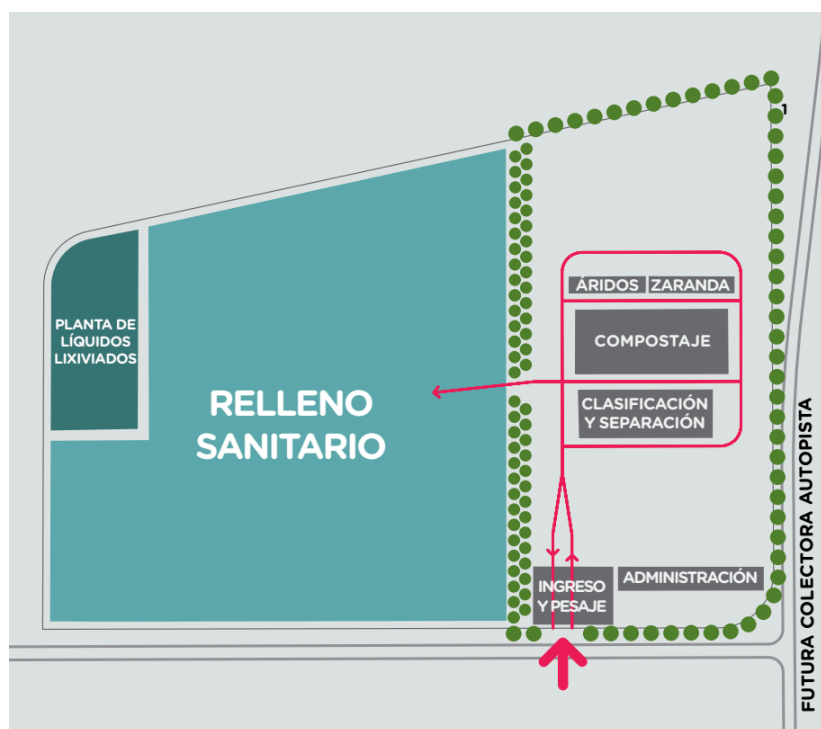 1
ÁRIDOS
ZARANDA
PLANTA DE
LÍQUIDOS
LIXIVIADOS
COMPOSTAJE
RELLENO
SANITARIO
CLASIFICACIÓN
Y SEPARACIÓN
INGRESO
Y PESAJE
ADMINISTRACIÓN
FUTURA COLECTORA AUTOPISTA